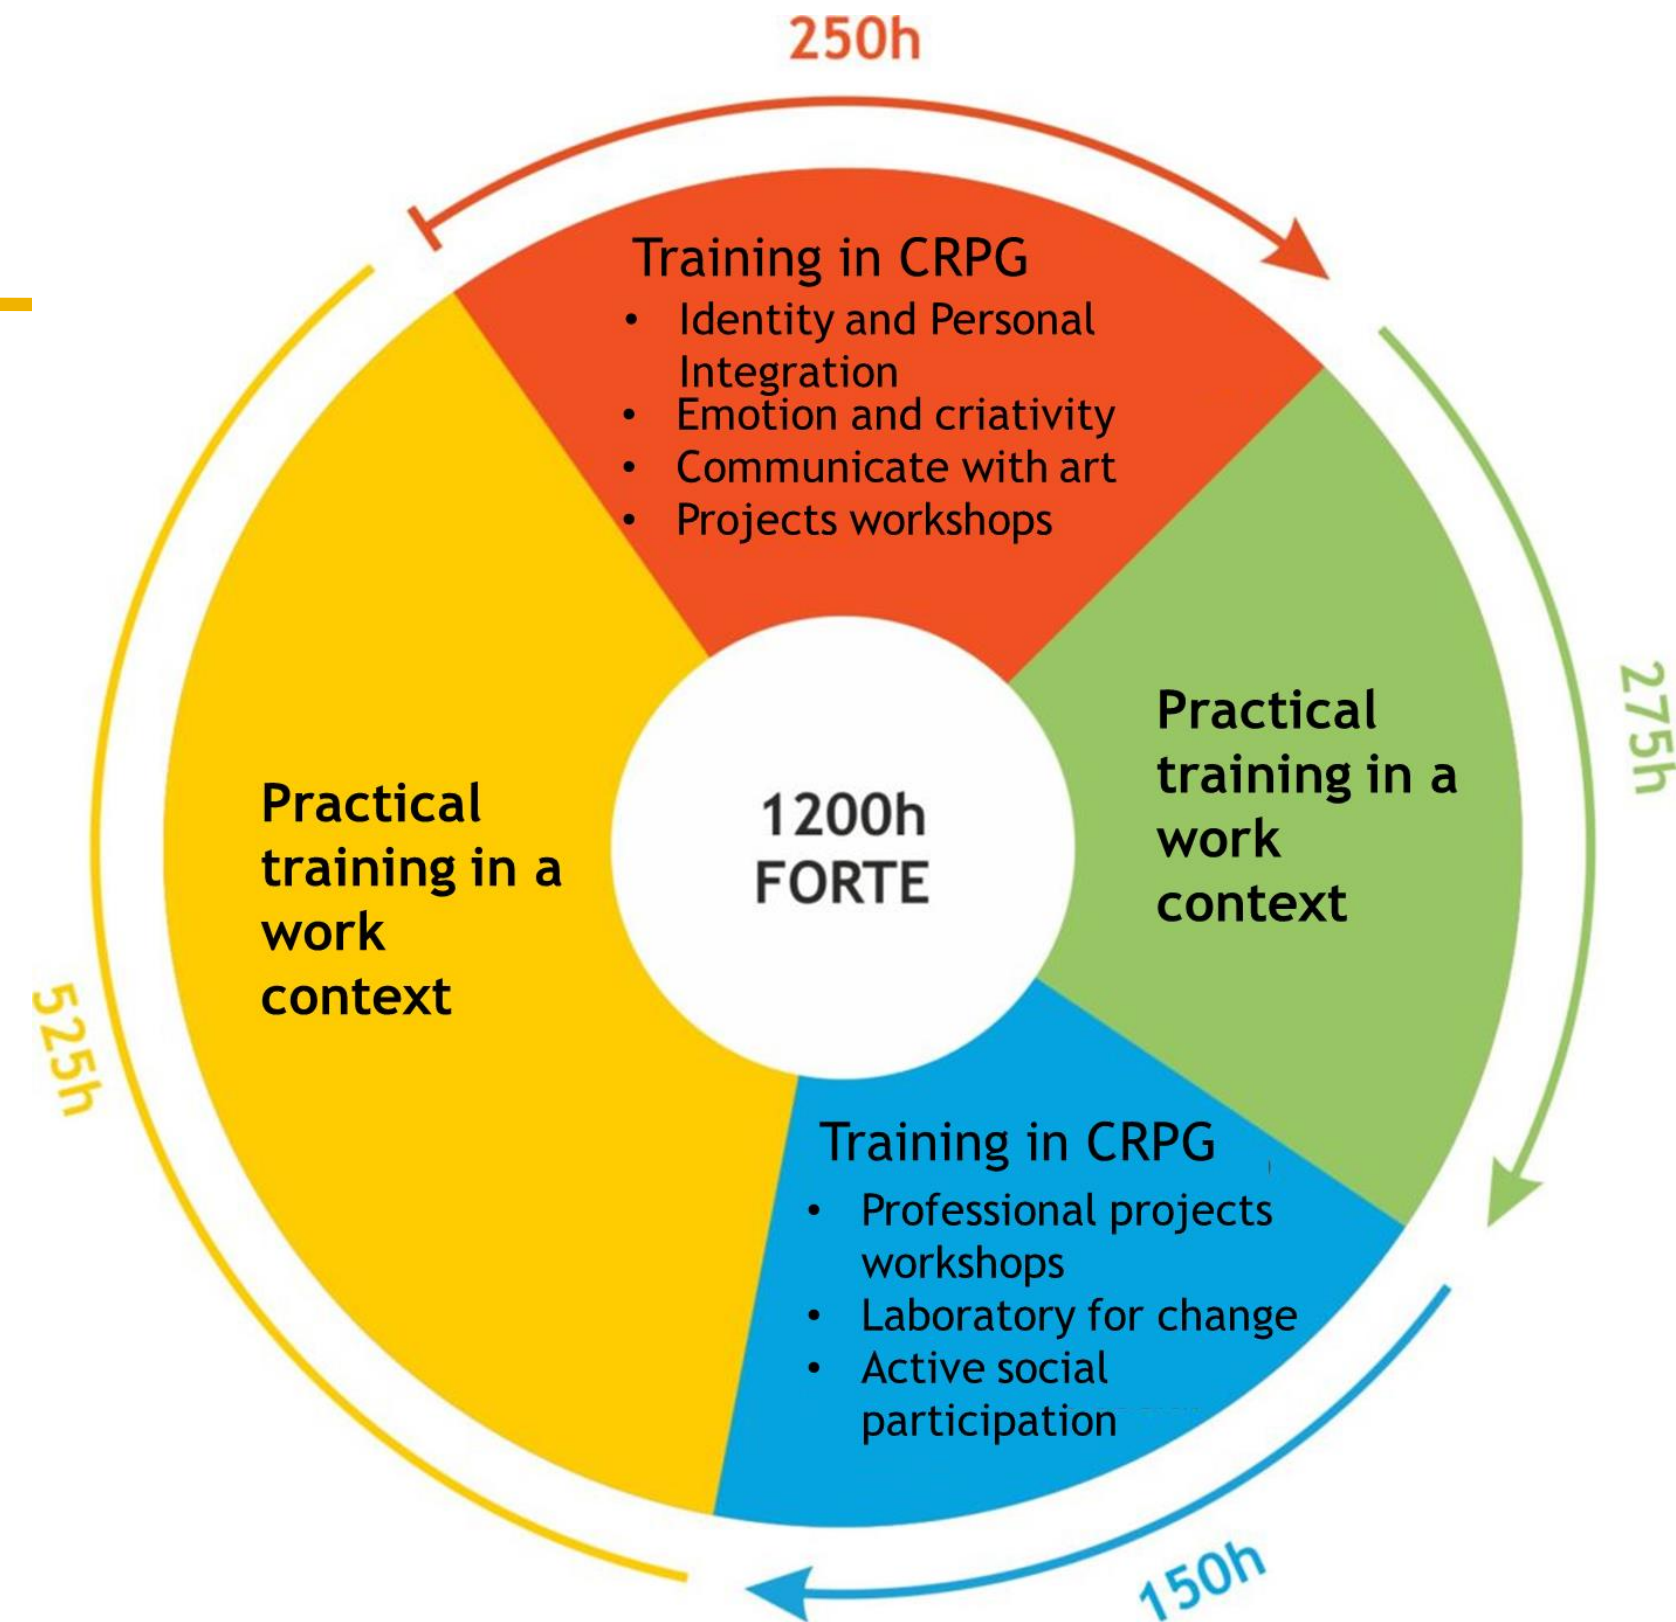 250h
Training in CRPG
• Identity and Personal
Integration
• Emotion and criativity
• Communicate with art
• Projects workshops
275h
Practical
training in a
work
context
1200h
FORTE
Practical
training in a
work
context
525h
Training in CRPG
• Professional projects
workshops
• Laboratory for change
• Active social
participation
150h